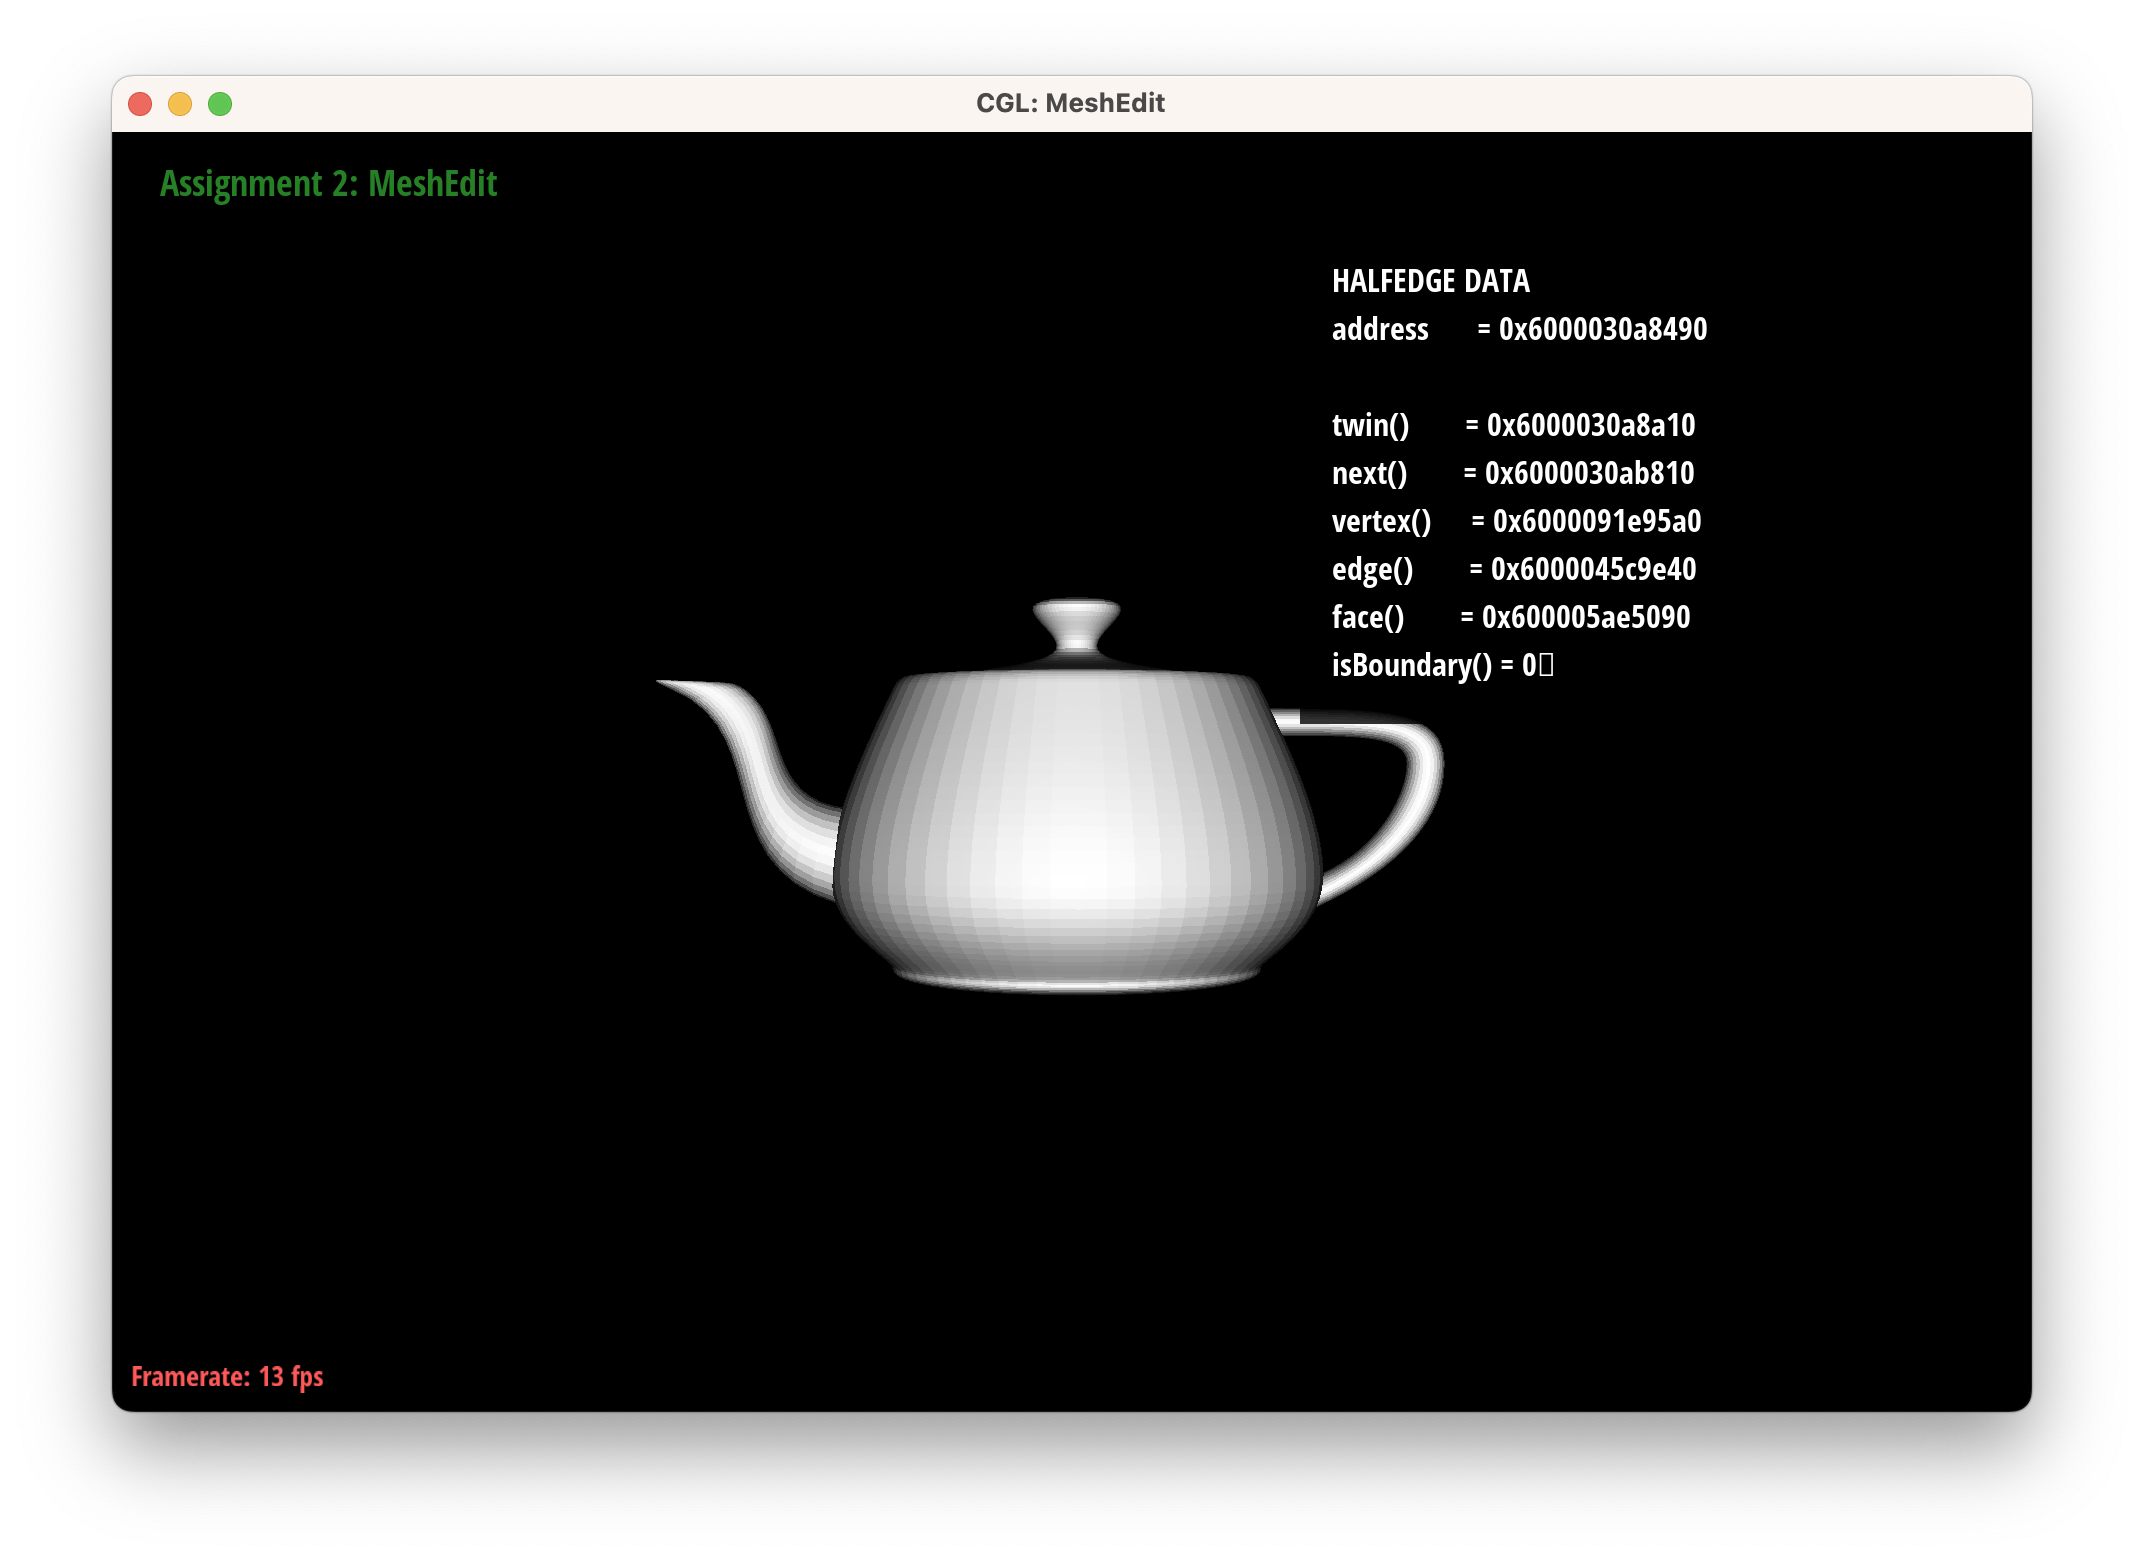 CGL: MeshEdit
Assignment 2: MeshEdit
HALFEDGE DATA
address = 0x6000030a8490
twin() = 0x6000030a8a10
next() = 0x6000030ab810
vertex() = 0x6000091e95a0
edge() = 0x6000045c9e40
face() = 0x600005ae5090
isBoundary() = 0
Framerate: 13 fps